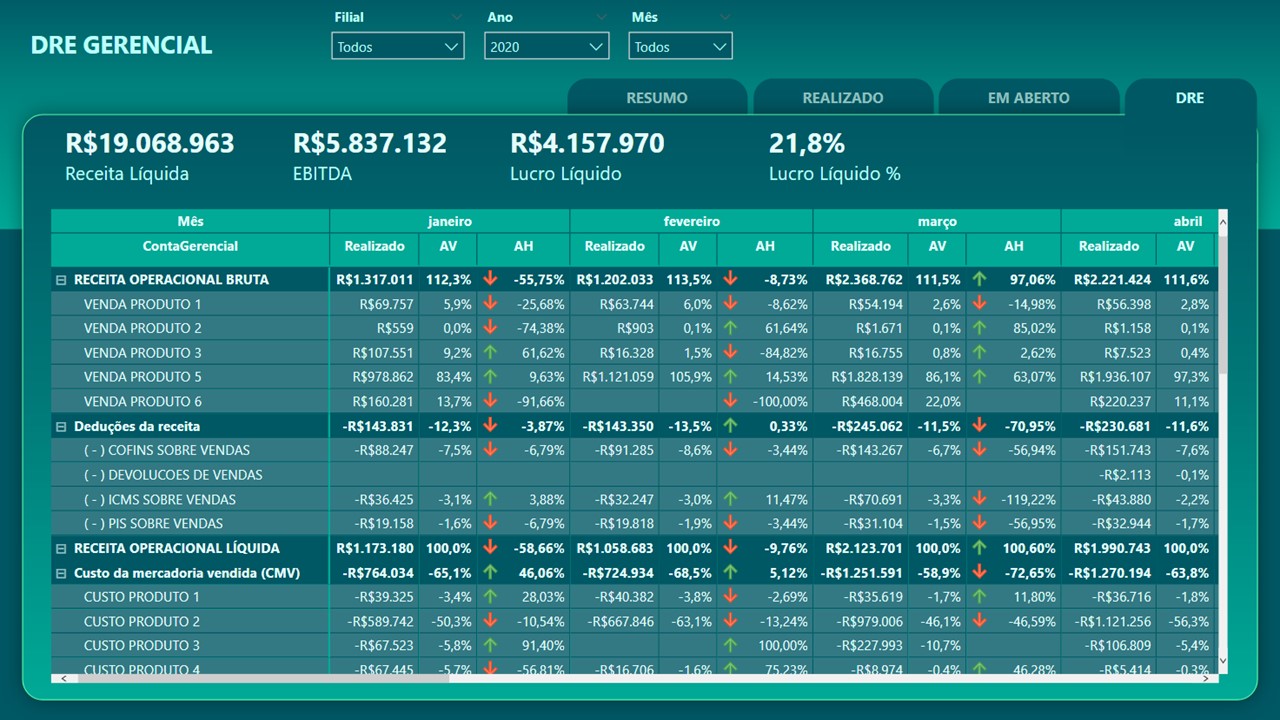 Filial Ano Mês
DRE GERENCIAL
Todos 2020 Todos
RESUMO REALIZADO EM ABERTO DRE
R$19.068.963 R$5.837.132 R$4.157.970 21,8%
Receita Líquida EBITDA Lucro Líquido Lucro Líquido %
Mês janeiro fevereiro março abril
ContaGerencial Realizado AV AH Realizado AV AH Realizado AV AH Realizado AV
RECEITA OPERACIONAL BRUTA R$1.317.011 112,3% -55,75% R$1.202.033 113,5% -8,73% R$2.368.762 111,5% 97,06% R$2.221.424 111,6%
VENDA PRODUTO 1 R$69.757 5,9% -25,68% R$63.744 6,0% -8,62% R$54.194 2,6% -14,98% R$56.398 2,8%
VENDA PRODUTO 2 R$559 0,0% -74,38% R$903 0,1% 61,64% R$1.671 0,1% 85,02% R$1.158 0,1%
VENDA PRODUTO 3 R$107.551 9,2% 61,62% R$16.328 1,5% -84,82% R$16.755 0,8% 2,62% R$7.523 0,4%
VENDA PRODUTO 5 R$978.862 83,4% 9,63% R$1.121.059 105,9% 14,53% R$1.828.139 86,1% 63,07% R$1.936.107 97,3%
VENDA PRODUTO 6 R$160.281 13,7% -91,66% -100,00% R$468.004 22,0% R$220.237 11,1%
Deduções da receita -R$143.831 -12,3% -3,87% -R$143.350 -13,5% 0,33% -R$245.062 -11,5% -70,95% -R$230.681 -11,6%
( - ) COFINS SOBRE VENDAS -R$88.247 -7,5% -6,79% -R$91.285 -8,6% -3,44% -R$143.267 -6,7% -56,94% -R$151.743 -7,6%
( - ) DEVOLUCOES DE VENDAS -R$2.113 -0,1%
( - ) ICMS SOBRE VENDAS -R$36.425 -3,1% 3,88% -R$32.247 -3,0% 11,47% -R$70.691 -3,3% -119,22% -R$43.880 -2,2%
( - ) PIS SOBRE VENDAS -R$19.158 -1,6% -6,79% -R$19.818 -1,9% -3,44% -R$31.104 -1,5% -56,95% -R$32.944 -1,7%
RECEITA OPERACIONAL LÍQUIDA R$1.173.180 100,0% -58,66% R$1.058.683 100,0% -9,76% R$2.123.701 100,0% 100,60% R$1.990.743 100,0%
Custo da mercadoria vendida (CMV) -R$764.034 -65,1% 46,06% -R$724.934 -68,5% 5,12% -R$1.251.591 -58,9% -72,65% -R$1.270.194 -63,8%
CUSTO PRODUTO 1 -R$39.325 -3,4% 28,03% -R$40.382 -3,8% -2,69% -R$35.619 -1,7% 11,80% -R$36.716 -1,8%
CUSTO PRODUTO 2 -R$589.742 -50,3% -10,54% -R$667.846 -63,1% -13,24% -R$979.006 -46,1% -46,59% -R$1.121.256 -56,3%
CUSTO PRODUTO 3 -R$67.523 -5,8% 91,40% 100,00% -R$227.993 -10,7% -R$106.809 -5,4%
CUSTO PRODUTO 4 -R$67.445 -5,7% -56,81% -R$16.706 -1,6% 75,23% -R$8.974 -0,4% 46,28% -R$5.414 -0,3%